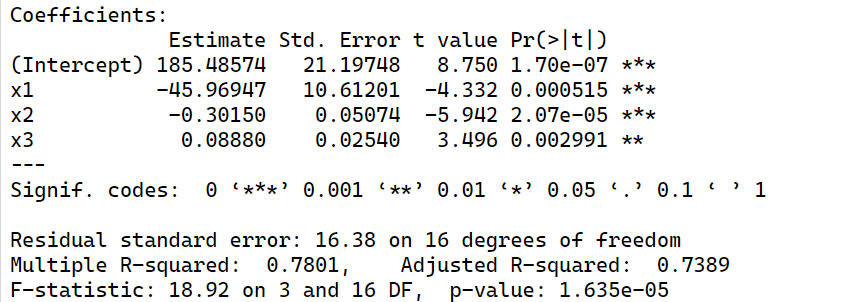 Coefficients:
             Estimate Std. Error t value Pr(>|t|)
(Intercept) 185.48574   21.19748   8.750 1.70e-07 ***
x1          -45.96947   10.61201  -4.332 0.000515 ***
x2           -0.30150    0.05074  -5.942 2.07e-05 ***
x3            0.08880    0.02540   3.496 0.002991 **
---
Signif. codes:  0 ‘***’ 0.001 ‘**’ 0.01 ‘*’ 0.05 ‘.’ 0.1 ‘ ’ 1
Residual standard error: 16.38 on 16 degrees of freedom
Multiple R-squared:  0.7801,    Adjusted R-squared:  0.7389
F-statistic: 18.92 on 3 and 16 DF,  p-value: 1.635e-05